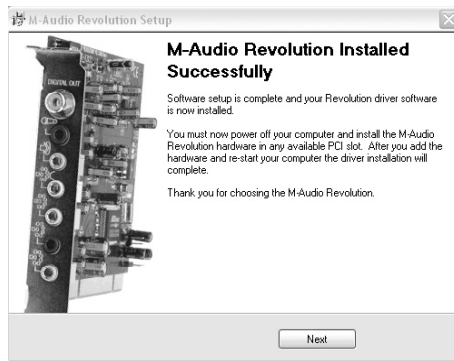 M-Audio Revolution Setup
M-Audio Revolution Installed
Successfully
Software setup is complete and your Revolution driver software
is now installed.
You must now power off your computer and install the M-Audio
Revolution hardware in any available PCI slot. After you add the
hardware and re-start your computer the driver installation will
complete.
Thank you for choosing the M-Audio Revolution.
DIGITAL OUT
Next